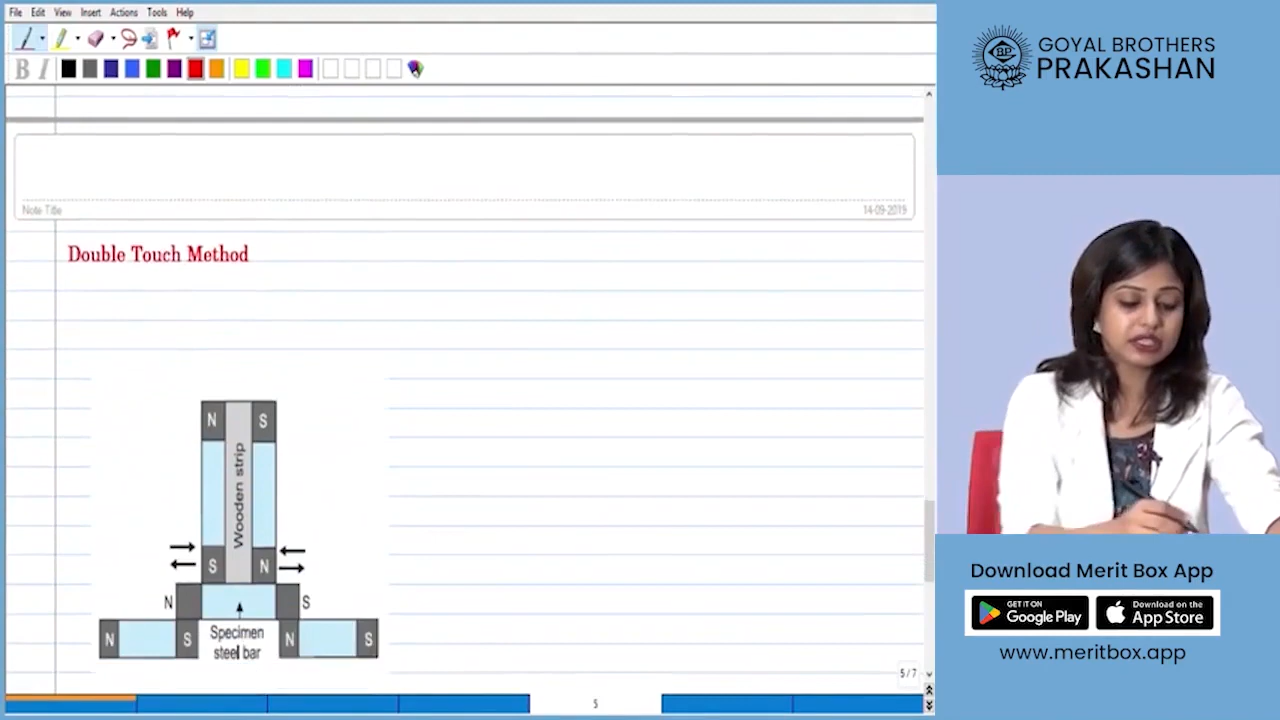 File Edit View Insert Actions Tools Help
B I
Note Title
14-09-2019
Double Touch Method
N S
Wooden strip
S N
N S
N S Specimen N S
steel bar
5/7
5
GOYAL BROTHERS
PRAKASHAN
GBP
Download Merit Box App
GET IT ON
Google Play
Download on the
App Store
www.meritbox.app